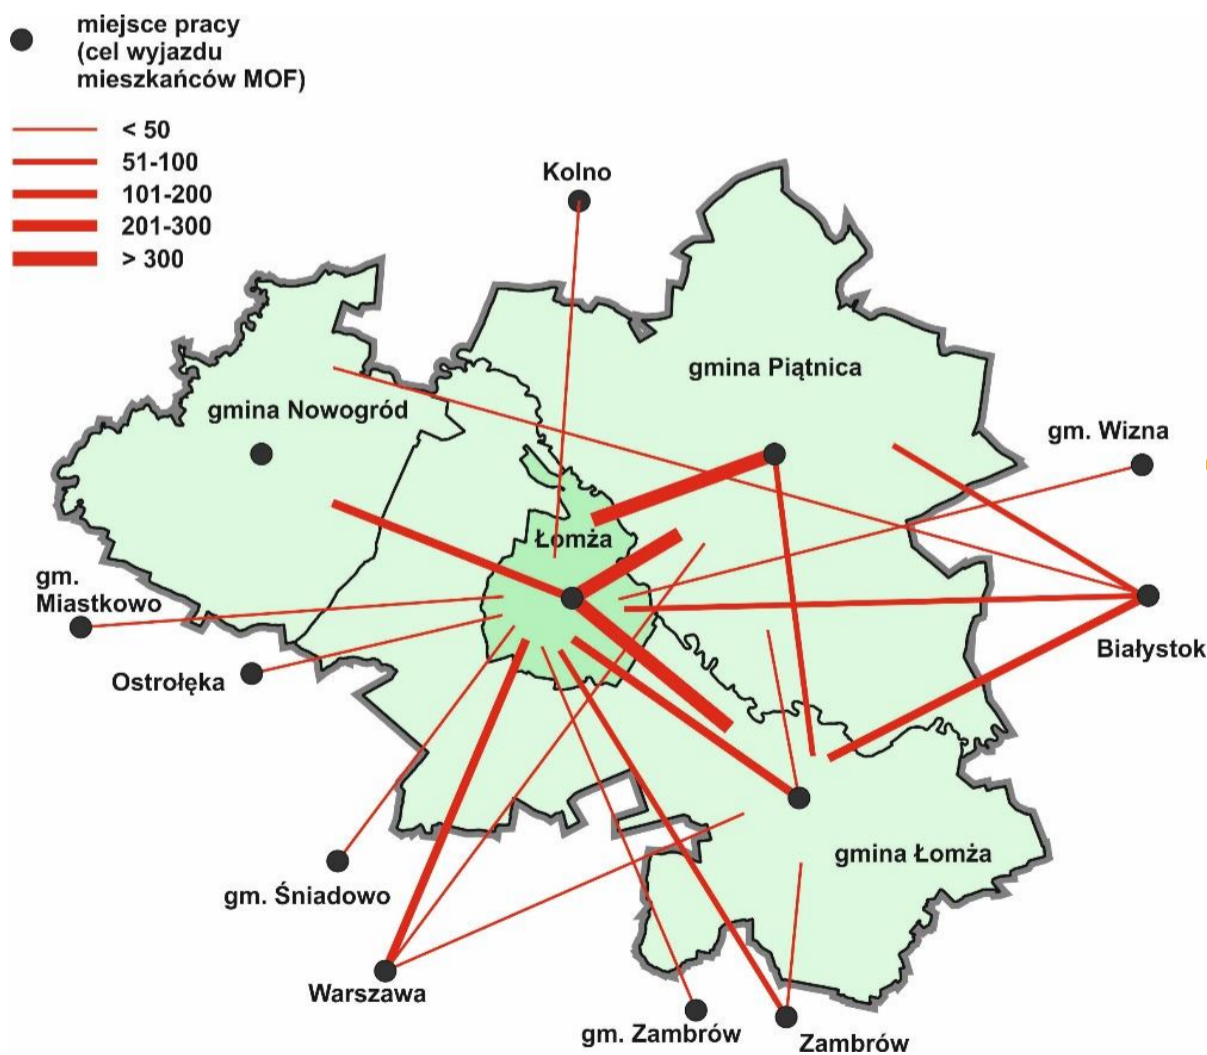 miejsce pracy
(cel wyjazdu
mieszkańców MOF)
< 50
51-100
101-200
201-300
> 300
Kolno
gmina Piątnica
gmina Nowogród
gm. Wizna
Łomża
gm.
Miastkowo
Białystok
Ostrołęka
gmina Łomża
gm. Śniadowo
Warszawa
gm. Zambrów
Zambrów